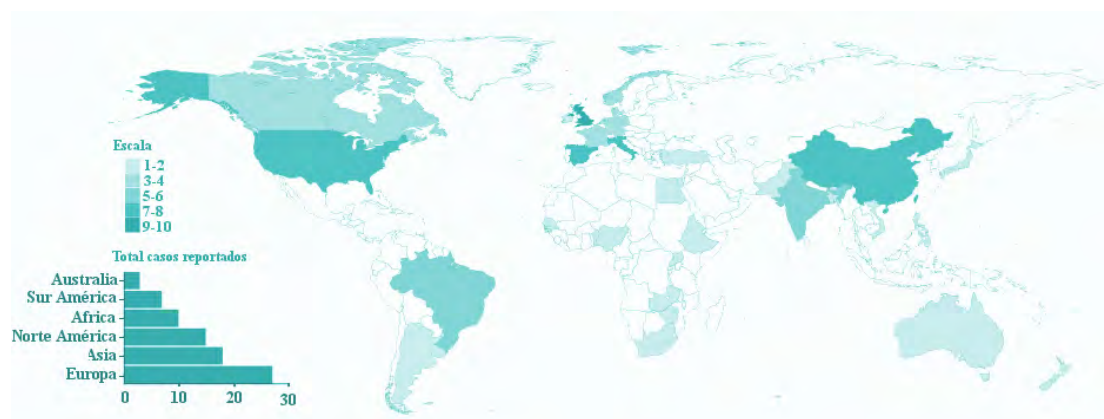 Escala
1-2
3-4
5-6
7-8
9-10
Total casos reportados
Australia
Sur América
Africa
Norte América
Asia
Europa
0 10 20 30